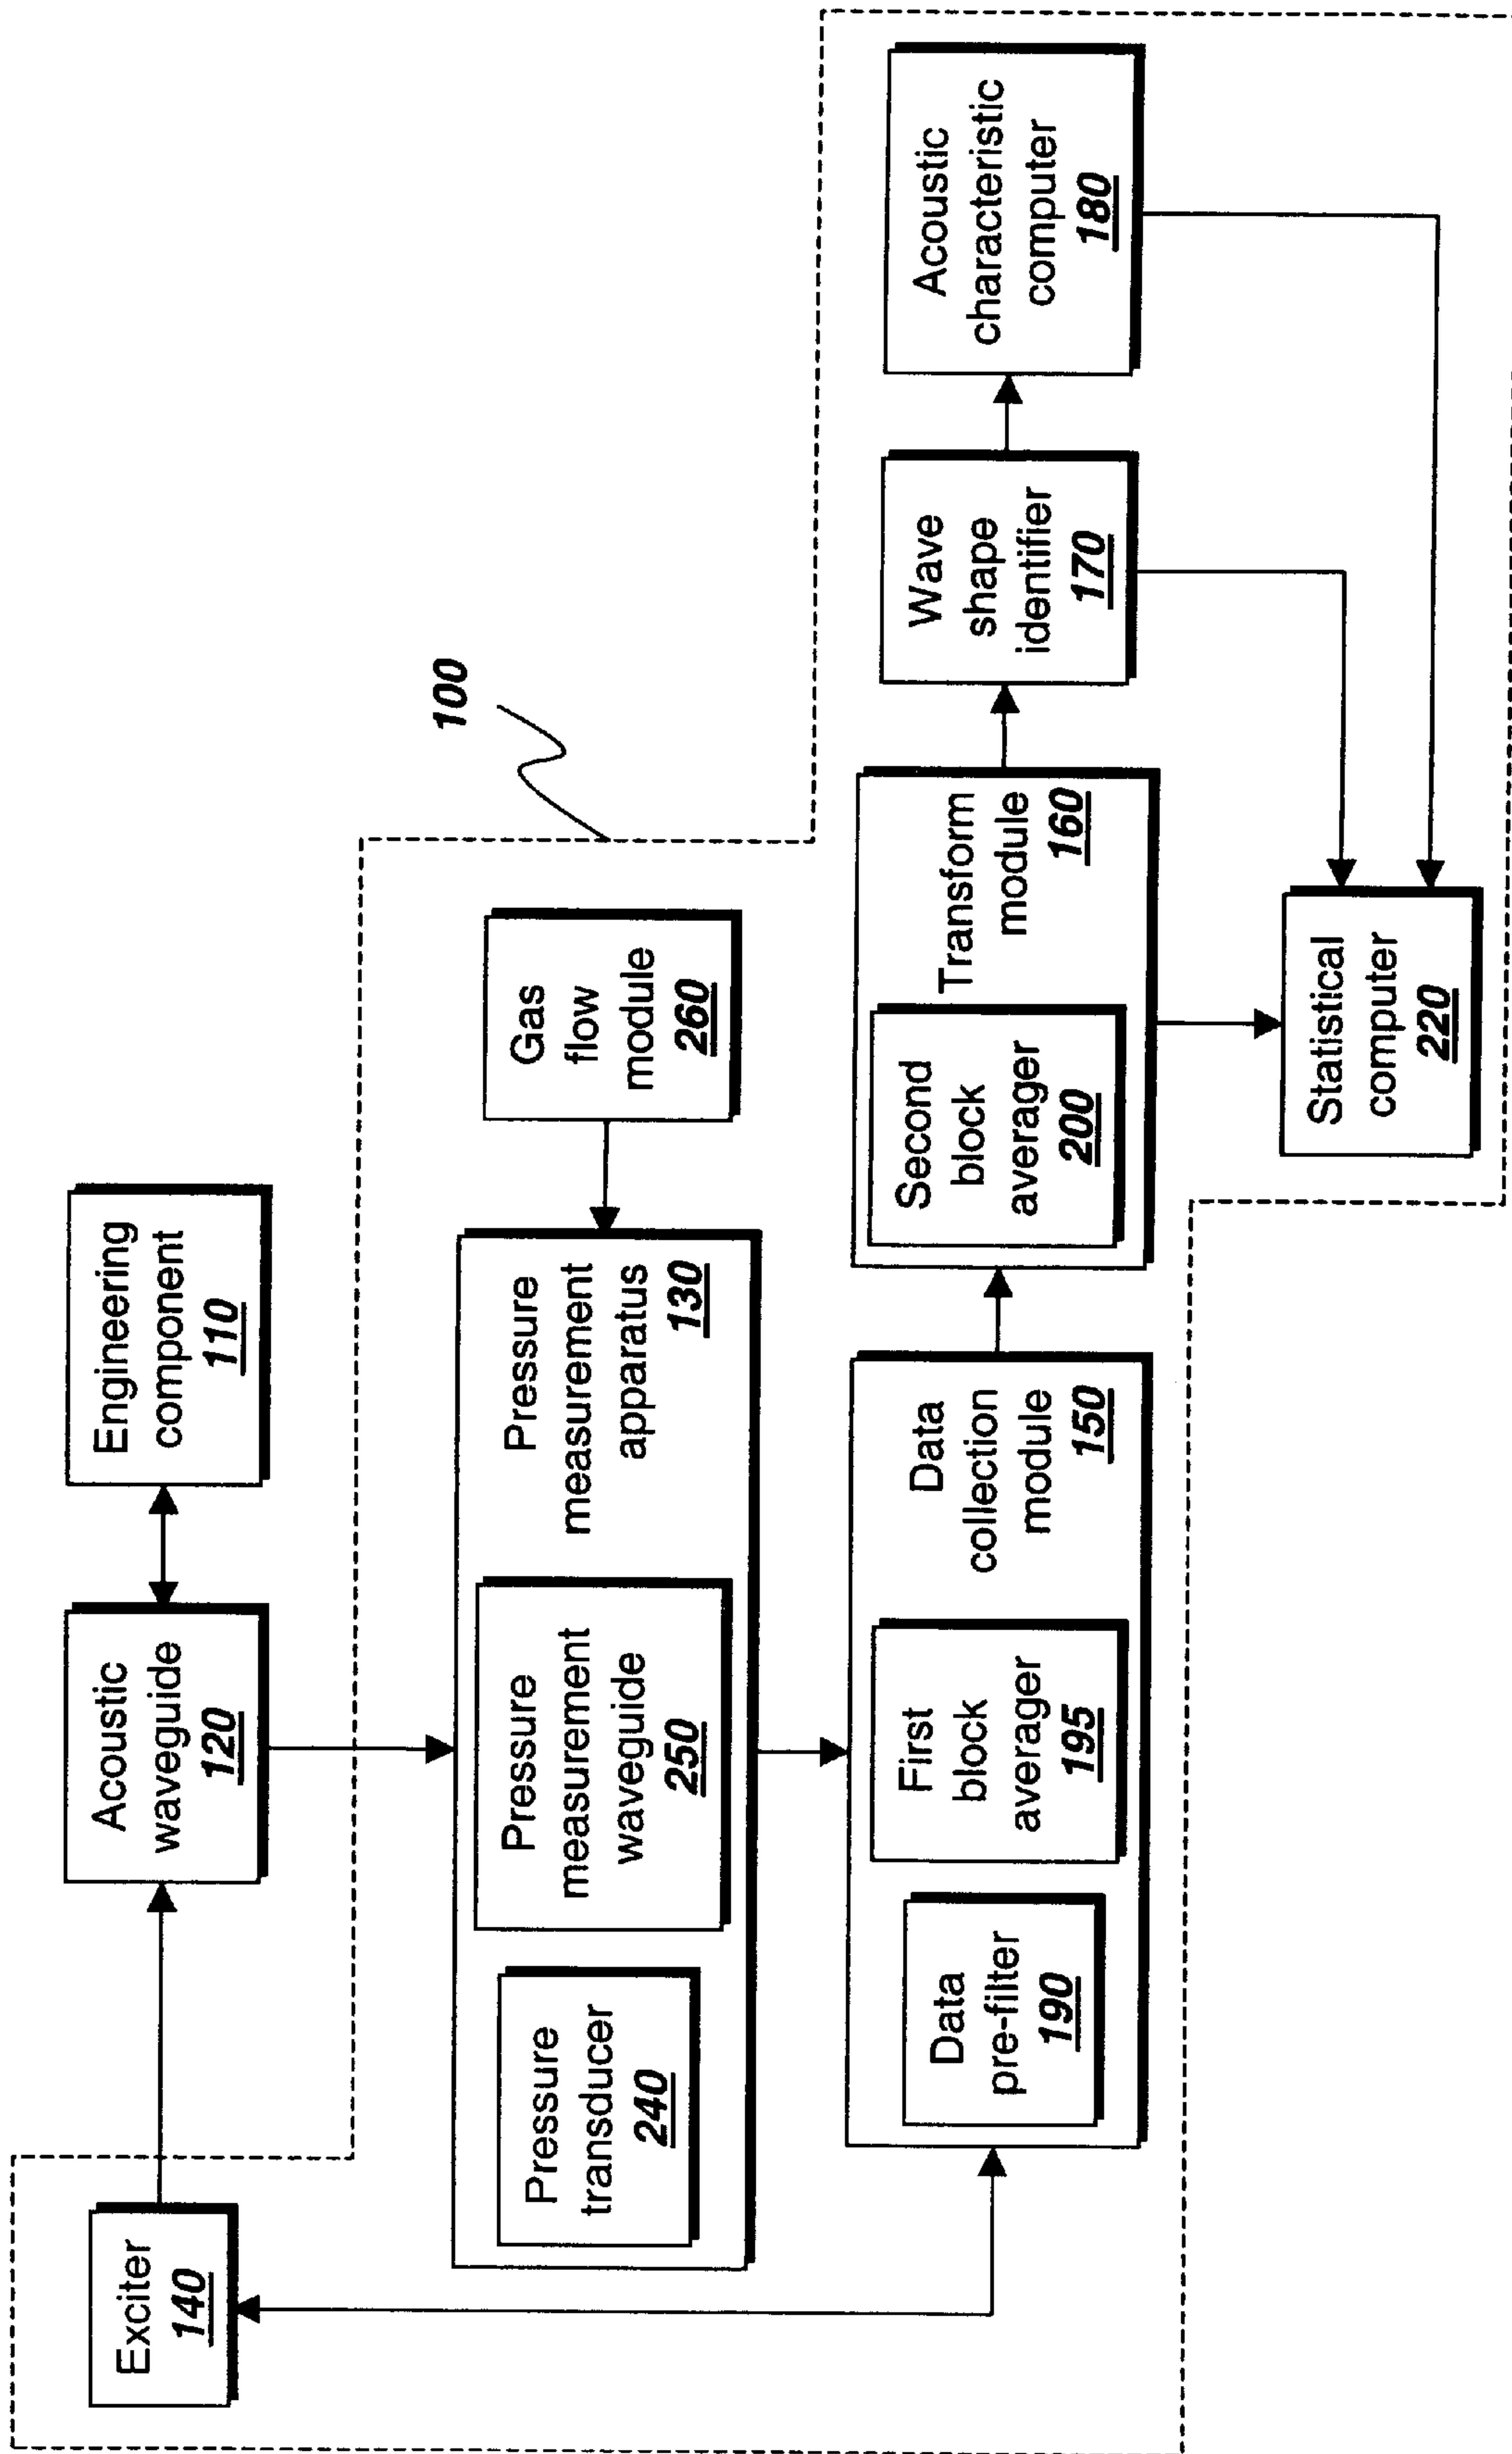 Exciter
140
Acoustic
waveguide
120
Engineering
component
110
100
Pressure
transducer
240
Pressure
measurement
waveguide
250
Pressure
measurement
apparatus
130
Gas
flow
module
260
Data
pre-filter
190
First
block
averager
195
Data
collection
module
150
Second
block
averager
200
Transform
module
160
Wave
shape
identifier
170
Acoustic
characteristic
computer
180
Statistical
computer
220